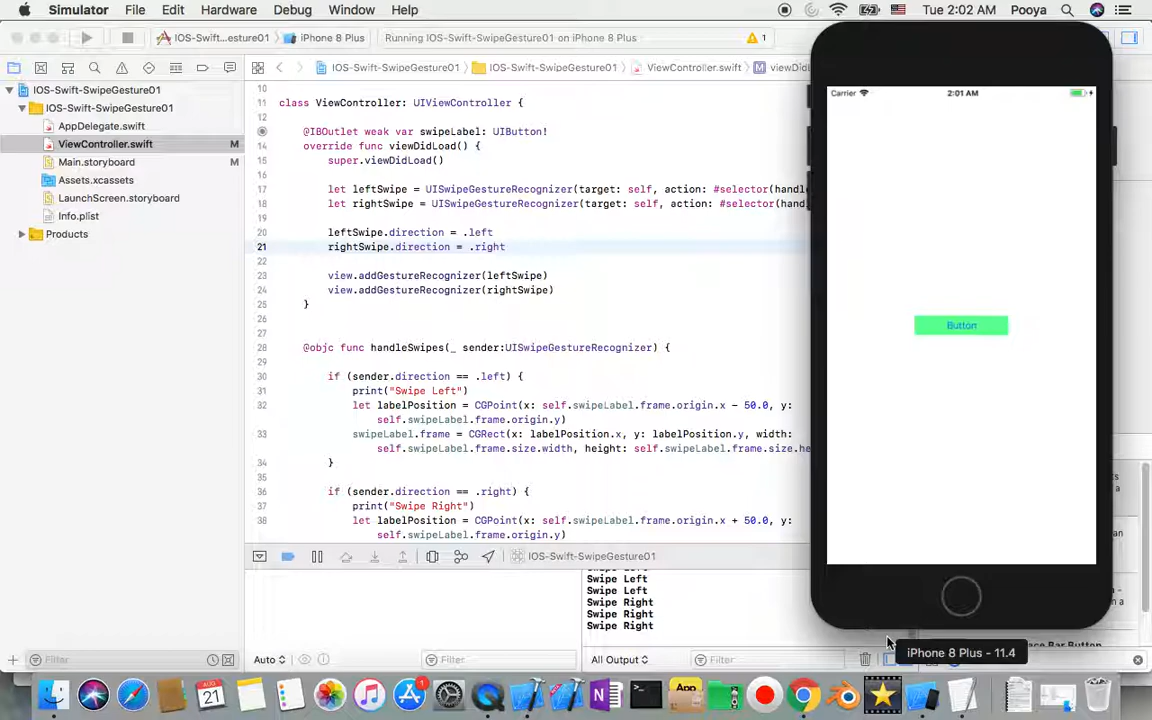 Simulator File Edit Hardware Debug Window Help Tue 2:02 AM Pooya
IOS-Swift...esture01 iPhone 8 Plus Running IOS-Swift-SwipeGesture01 on iPhone 8 Plus 1
IOS-Swift-SwipeGesture01 IOS-Swift-SwipeGesture01 ViewController.swift
IOS-Swift-SwipeGesture01
IOS-Swift-SwipeGesture01
AppDelegate.swift
ViewController.swift M
Main.storyboard M
Assets.xcassets
LaunchScreen.storyboard
Info.plist
Products
10
11 class ViewController: UIViewController {
12
@IBOutlet weak var swipeLabel: UIButton!
14 override func viewDidLoad() {
15 super.viewDidLoad()
16
17 let leftSwipe = UISwipeGestureRecognizer(target: self, action: #selector(hand
18 let rightSwipe = UISwipeGestureRecognizer(target: self, action: #selector(han
19
20 leftSwipe.direction = .left
21 rightSwipe.direction = .right
22
23 view.addGestureRecognizer(leftSwipe)
24 view.addGestureRecognizer(rightSwipe)
25 }
26
27
28 @objc func handleSwipes(_ sender:UISwipeGestureRecognizer) {
29
30 if (sender.direction == .left) {
31 print("Swipe Left")
32 let labelPosition = CGPoint(x: self.swipeLabel.frame.origin.x - 50.0, y:
self.swipeLabel.frame.origin.y)
33 swipeLabel.frame = CGRect(x: labelPosition.x, y: labelPosition.y, width:
self.swipeLabel.frame.size.width, height: self.swipeLabel.frame.size.he
34 }
35
36 if (sender.direction == .right) {
37 print("Swipe Right")
38 let labelPosition = CGPoint(x: self.swipeLabel.frame.origin.x + 50.0, y:
self.swipeLabel.frame.origin.y)
IOS-Swift-SwipeGesture01
Swipe Left
Swipe Left
Swipe Right
Swipe Right
Swipe Right
Filter Auto Filter All Output Filter
Carrier 2:01 AM
Button
iPhone 8 Plus - 11.4
AUG
21
1
App